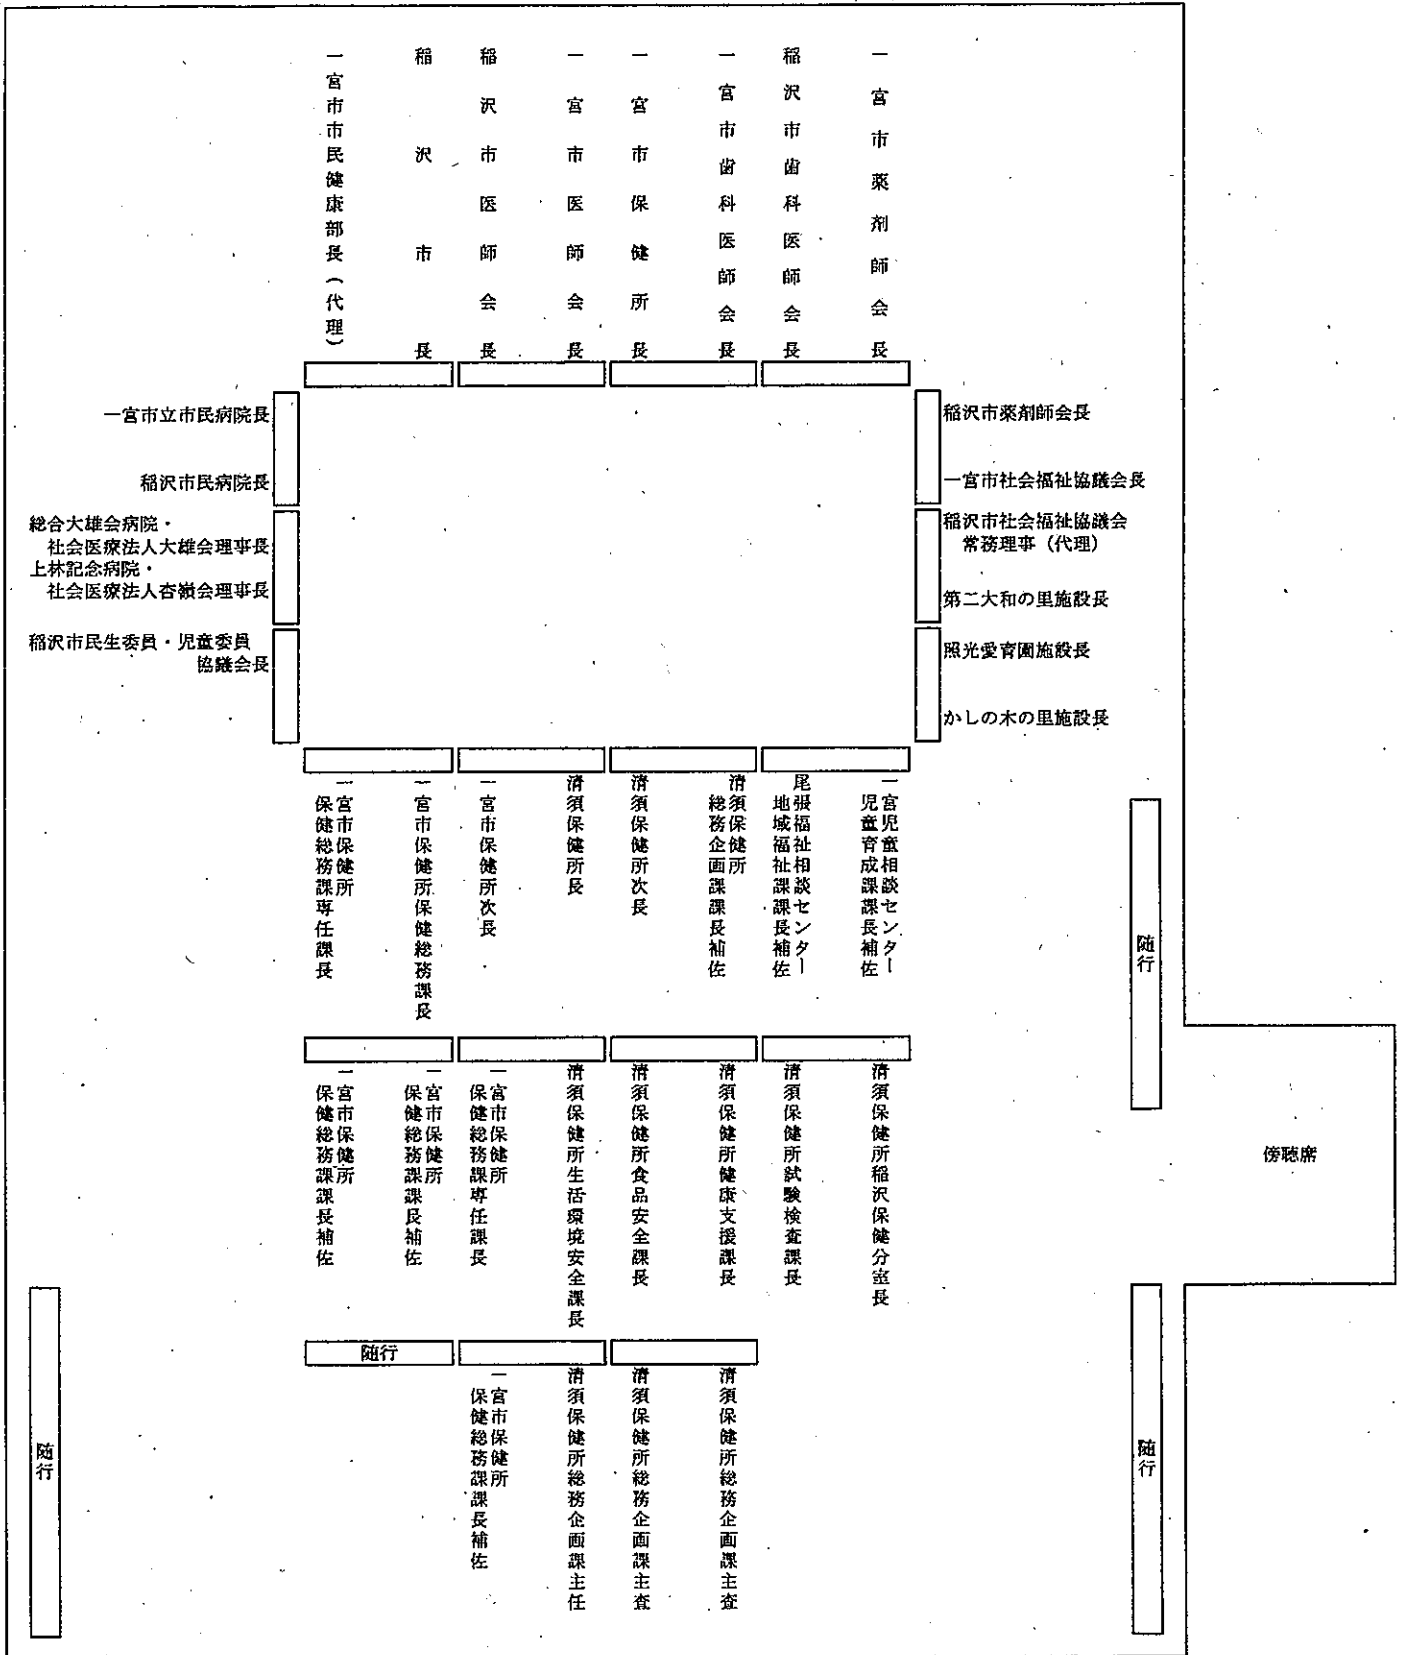 一宮市市民健康部長(代理)
稲沢市長
稲沢市医師会長
一宮市医師会長
一宮市保健所長
一宮市歯科医師会長
稲沢市歯科医師会長
一宮市薬剤師会長
一宮市立市民病院長
稲沢市民病院長
総合大雄会病院・
社会医療法人大雄会理事長
上林記念病院・
社会医療法人杏嶺会理事長
稲沢市民生委員・児童委員
協議会長
稲沢市薬剤師会長
一宮市社会福祉協議会長
稲沢市社会福祉協議会
常務理事(代理)
第二大和の里施設長
照光愛育園施設長
かしの木の里施設長
一宮市保健所
保健総務課専任課長
一宮市保健所保健総務課長
一宮市保健所次長
清須保健所長
清須保健所次長
清須保健所
総務企画課課長補佐
尾張福祉相談センター
地域福祉課課長補佐
一宮児童相談センター
児童育成課課長補佐
随行
一宮市保健所
保健総務課課長補佐
一宮市保健所
保健総務課課長補佐
一宮市保健所
保健総務課専任課長
清須保健所生活環境安全課長
清須保健所食品安全課長
清須保健所健康支援課長
清須保健所試験検査課長
清須保健所稲沢保健分室長
傍聴席
随行
一宮市保健所
保健総務課課長補佐
清須保健所総務企画課主任
清須保健所総務企画課主査
清須保健所総務企画課主査
随行
随行